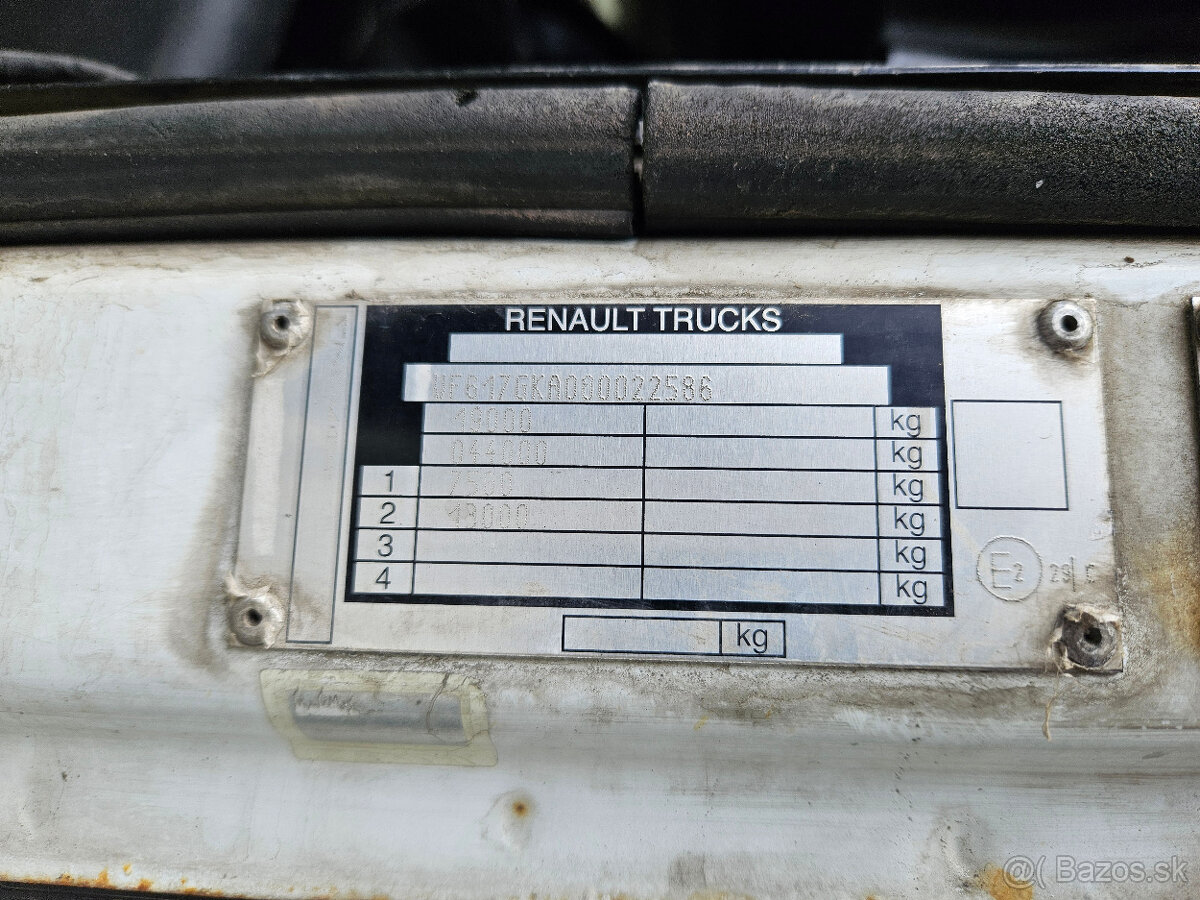 RENAULT TRUCKS
VF617GKA000022586
19000 kg
044000 kg
1 7500 kg
2 13000 kg
3 kg
4 kg
E2
kg
@( Bazos.sk